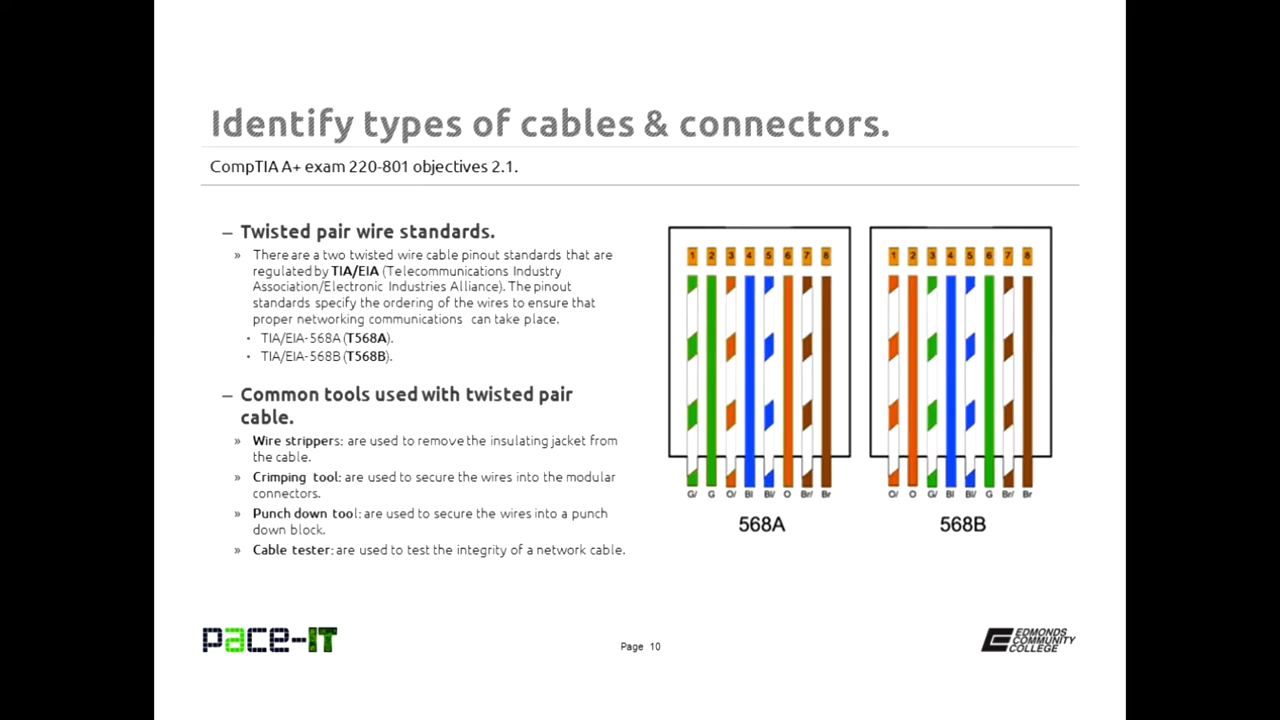 Identify types of cables & connectors.
CompTIA A+ exam 220-801 objectives 2.1.
– Twisted pair wire standards.
» There are a two twisted wire cable pinout standards that are
regulated by TIA/EIA (Telecommunications Industry
Association/Electronic Industries Alliance). The pinout
standards specify the ordering of the wires to ensure that
proper networking communications can take place.
• TIA/EIA-568A (T568A).
• TIA/EIA-568B (T568B).
– Common tools used with twisted pair
cable.
» Wire strippers: are used to remove the insulating jacket from
the cable.
» Crimping tool: are used to secure the wires into the modular
connectors.
» Punch down tool: are used to secure the wires into a punch
down block.
» Cable tester: are used to test the integrity of a network cable.
1 2 3 4 5 6 7 8
G/ G O/ Bl Bl/ O Br/ Br
568A
1 2 3 4 5 6 7 8
O/ O G/ Bl Bl/ G Br/ Br
568B
pace-IT
Page 10
EDMONDS
COMMUNITY
COLLEGE